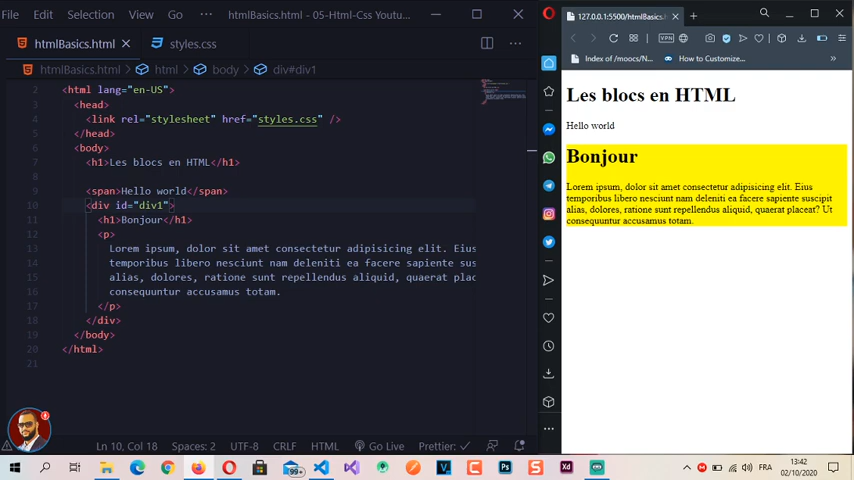 File Edit Selection View Go ··· htmlBasics.html - 05-Html-Css Youtu...
htmlBasics.html
styles.css
htmlBasics.html > html > body > div#div1
2 <html lang="en-US">
3 <head>
4 <link rel="stylesheet" href="styles.css" />
5 </head>
6 <body>
7 <h1>Les blocs en HTML</h1>
8
9 <span>Hello world</span>
10 <div id="div1">
11 <h1>Bonjour</h1>
12 <p>
13 Lorem ipsum, dolor sit amet consectetur adipisicing elit. Eius
14 temporibus libero nesciunt nam deleniti ea facere sapiente sus
15 alias, dolores, ratione sunt repellendus aliquid, quaerat plac
16 consequuntur accusamus totam.
17 </p>
18 </div>
19 </body>
20 </html>
21
Ln 10, Col 18 Spaces: 2 UTF-8 CRLF HTML Go Live Prettier: ✓
127.0.0.1:5500/htmlBasics.h
VPN
Index of /moocs/N...
How to Customize...
»
Les blocs en HTML
Hello world
Bonjour
Lorem ipsum, dolor sit amet consectetur adipisicing elit. Eius
temporibus libero nesciunt nam deleniti ea facere sapiente suscipit
alias, dolores, ratione sunt repellendus aliquid, quaerat placeat? Ut
consequuntur accusamus totam.
99+
Ps
Xd
FRA
13:42
02/10/2020